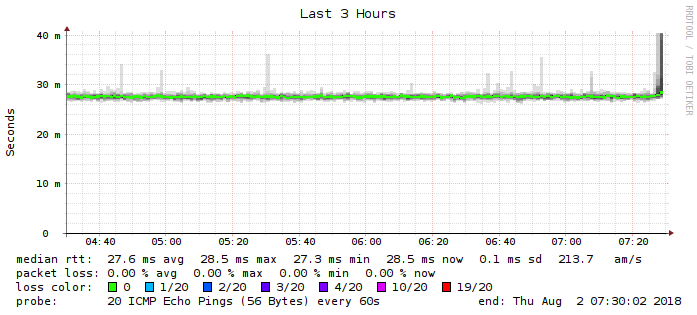 Last 3 Hours
RRDTOOL / TOBI OETIKER
Seconds
40 m
30 m
20 m
10 m
0
04:40 05:00 05:20 05:40 06:00 06:20 06:40 07:00 07:20
median rtt: 27.6 ms avg 28.5 ms max 27.3 ms min 28.5 ms now 0.1 ms sd 213.7 am/s
packet loss: 0.00 % avg 0.00 % max 0.00 % min 0.00 % now
loss color: 0 1/20 2/20 3/20 4/20 10/20 19/20
probe: 20 ICMP Echo Pings (56 Bytes) every 60s end: Thu Aug 2 07:30:02 2018